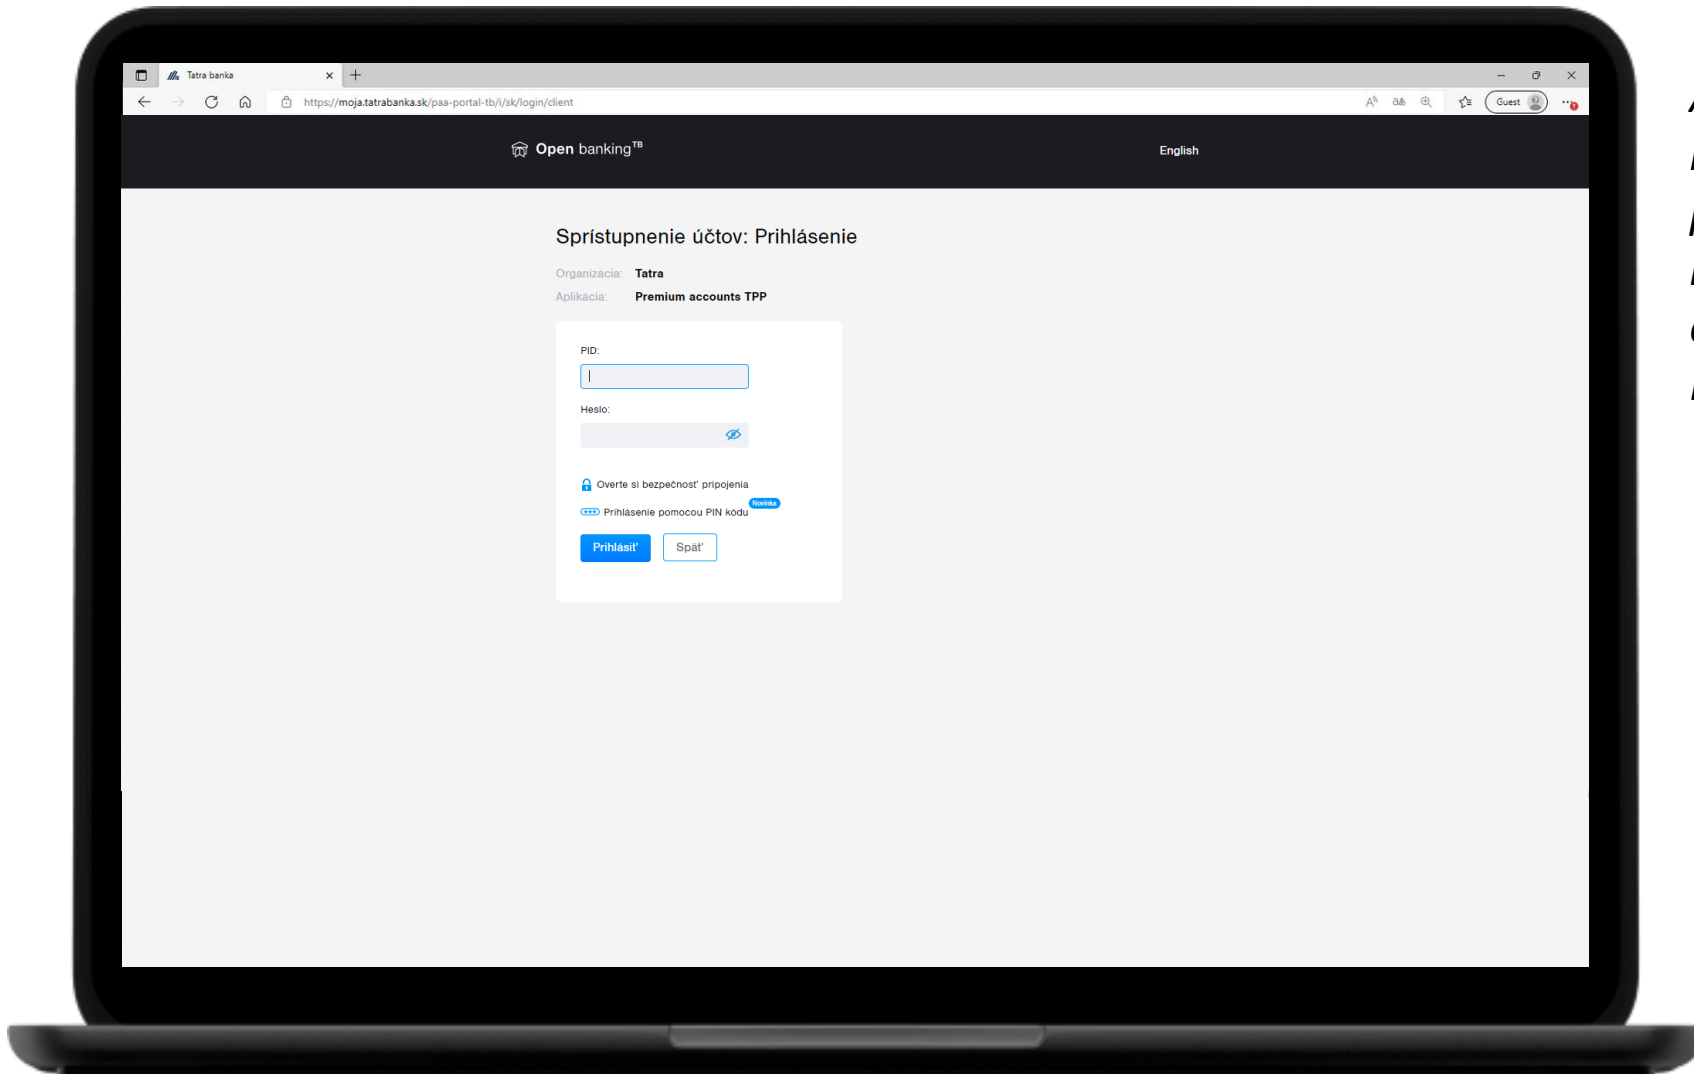 Tatra banka
https://moja.tatrabanka.sk/paa-portal-tb/i/sk/login/client
Guest
Open banking TB
English
Sprístupnenie účtov: Prihlásenie
Organizácia: Tatra
Aplikácia: Premium accounts TPP
PID:
Heslo:
Overte si bezpečnosť pripojenia
Prihlásenie pomocou PIN kódu Novinka
Prihlásiť Späť